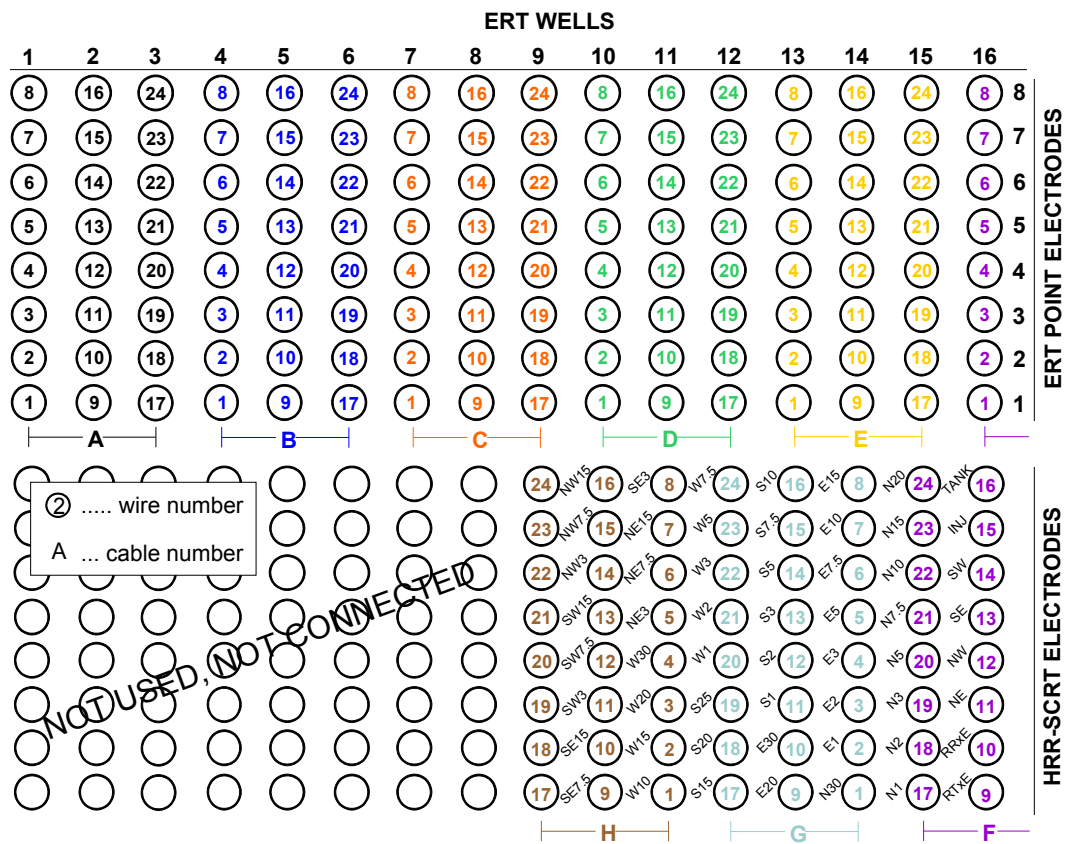 ERT WELLS
1 2 3 4 5 6 7 8 9 10 11 12 13 14 15 16
8 16 24 8 16 24 8 16 24 8 16 24 8 16 24 8 8
7 15 23 7 15 23 7 15 23 7 15 23 7 15 23 7 7
6 14 22 6 14 22 6 14 22 6 14 22 6 14 22 6 6
5 13 21 5 13 21 5 13 21 5 13 21 5 13 21 5 5
4 12 20 4 12 20 4 12 20 4 12 20 4 12 20 4 4
3 11 19 3 11 19 3 11 19 3 11 19 3 11 19 3 3
2 10 18 2 10 18 2 10 18 2 10 18 2 10 18 2 2
1 9 17 1 9 17 1 9 17 1 9 17 1 9 17 1 1
ERT POINT ELECTRODES
A B C D E
2 ..... wire number
A ... cable number
NOT USED, NOT CONNECTED
24 NW15 16 SE3 8 W7.5 24 S10 16 E15 8 N20 24 TANK 16
23 NW7.5 15 NE15 7 W5 23 S7.5 15 E10 7 N15 23 INJ 15
22 NW3 14 NE7.5 6 W3 22 S5 14 E7.5 6 N10 22 SW 14
21 SW15 13 NE3 5 W2 21 S3 13 E5 5 N7.5 21 SE 13
20 SW7.5 12 W30 4 W1 20 S2 12 E3 4 N5 20 NW 12
19 SW3 11 W20 3 S25 19 S1 11 E2 3 N3 19 NE 11
18 SE15 10 W15 2 S20 18 E30 10 E1 2 N2 18 RRxE 10
17 SE7.5 9 W10 1 S15 17 E20 9 N30 1 N1 17 RTxE 9
HRR-SCRT ELECTRODES
H G F